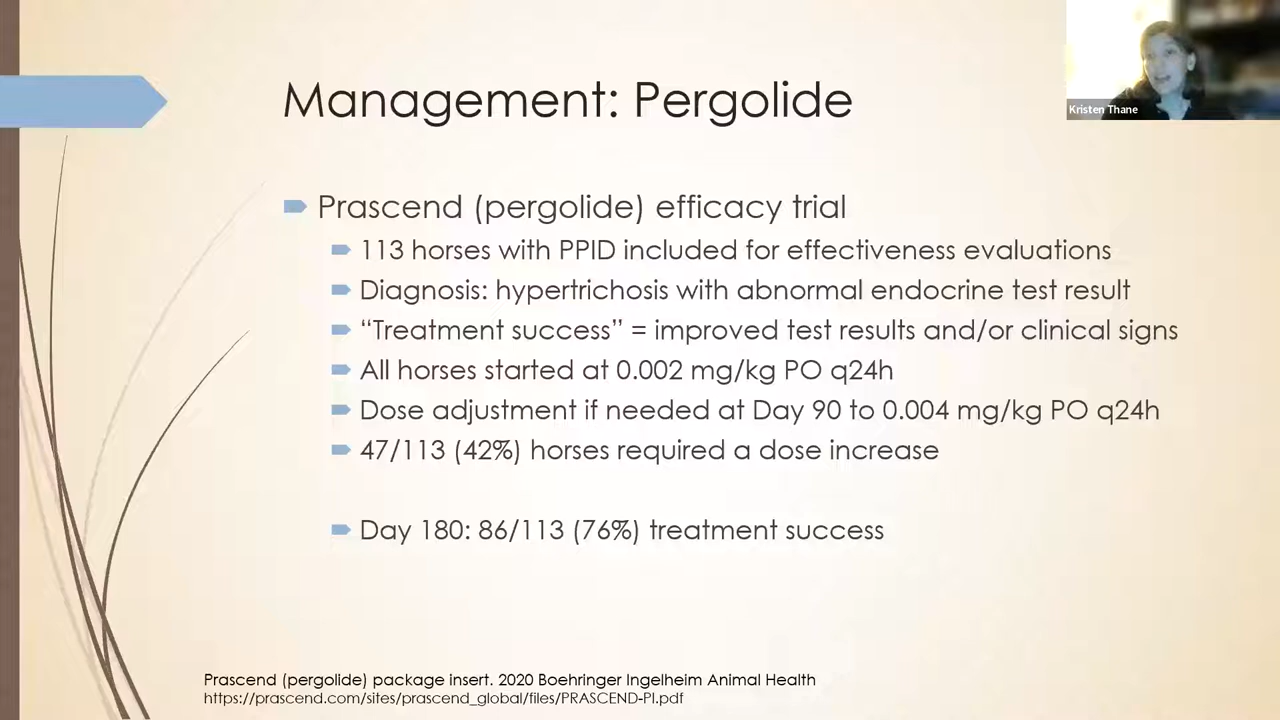 Management: Pergolide
Kristen Thane
Prascend (pergolide) efficacy trial
113 horses with PPID included for effectiveness evaluations
Diagnosis: hypertrichosis with abnormal endocrine test result
“Treatment success” = improved test results and/or clinical signs
All horses started at 0.002 mg/kg PO q24h
Dose adjustment if needed at Day 90 to 0.004 mg/kg PO q24h
47/113 (42%) horses required a dose increase
Day 180: 86/113 (76%) treatment success
Prascend (pergolide) package insert. 2020 Boehringer Ingelheim Animal Health
https://prascend.com/sites/prascend_global/files/PRASCEND-PI.pdf